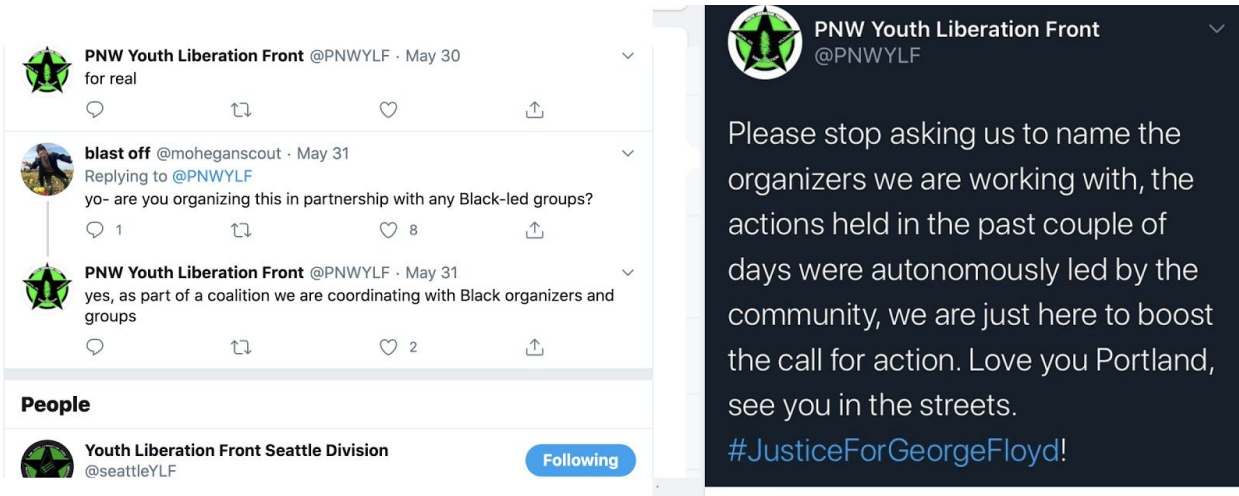 PNW Youth Liberation Front @PNWYLF · May 30
for real
blast off @moheganscout · May 31
Replying to @PNWYLF
yo- are you organizing this in partnership with any Black-led groups?
1 8
PNW Youth Liberation Front @PNWYLF · May 31
yes, as part of a coalition we are coordinating with Black organizers and
groups
2
People
Youth Liberation Front Seattle Division
@seattleYLF
Following
PNW Youth Liberation Front
@PNWYLF
Please stop asking us to name the
organizers we are working with, the
actions held in the past couple of
days were autonomously led by the
community, we are just here to boost
the call for action. Love you Portland,
see you in the streets.
#JusticeForGeorgeFloyd!